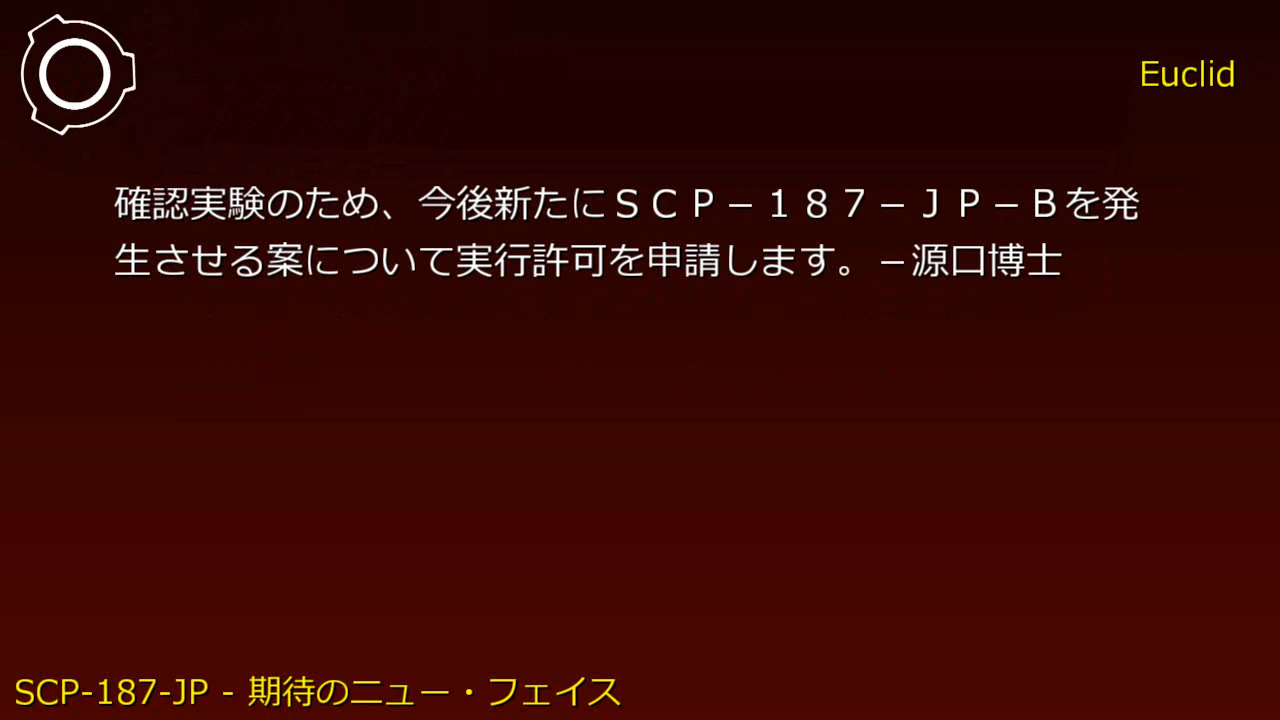 Euclid
確認実験のため、今後新たにＳＣＰ－１８７－ＪＰ－Ｂを発
生させる案について実行許可を申請します。－源口博士
SCP-187-JP - 期待のニュー・フェイス